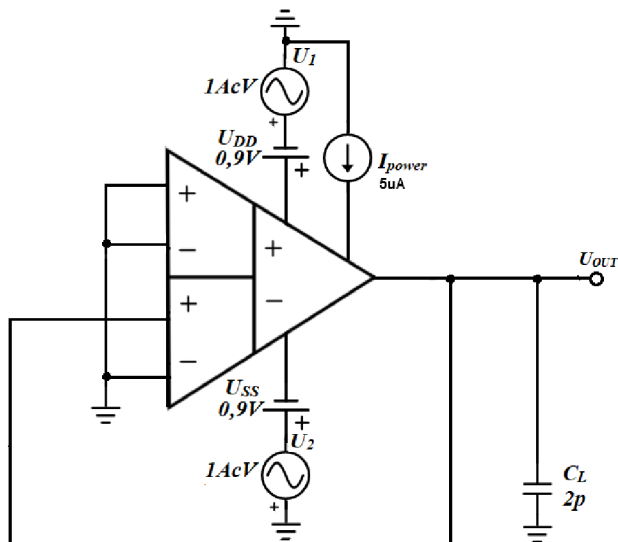 U1
1AcV
+
UDD
0,9V
+
Ipower
5uA
+
−
+
−
+
−
UOUT
USS
0,9V
+
U2
1AcV
+
CL
2p